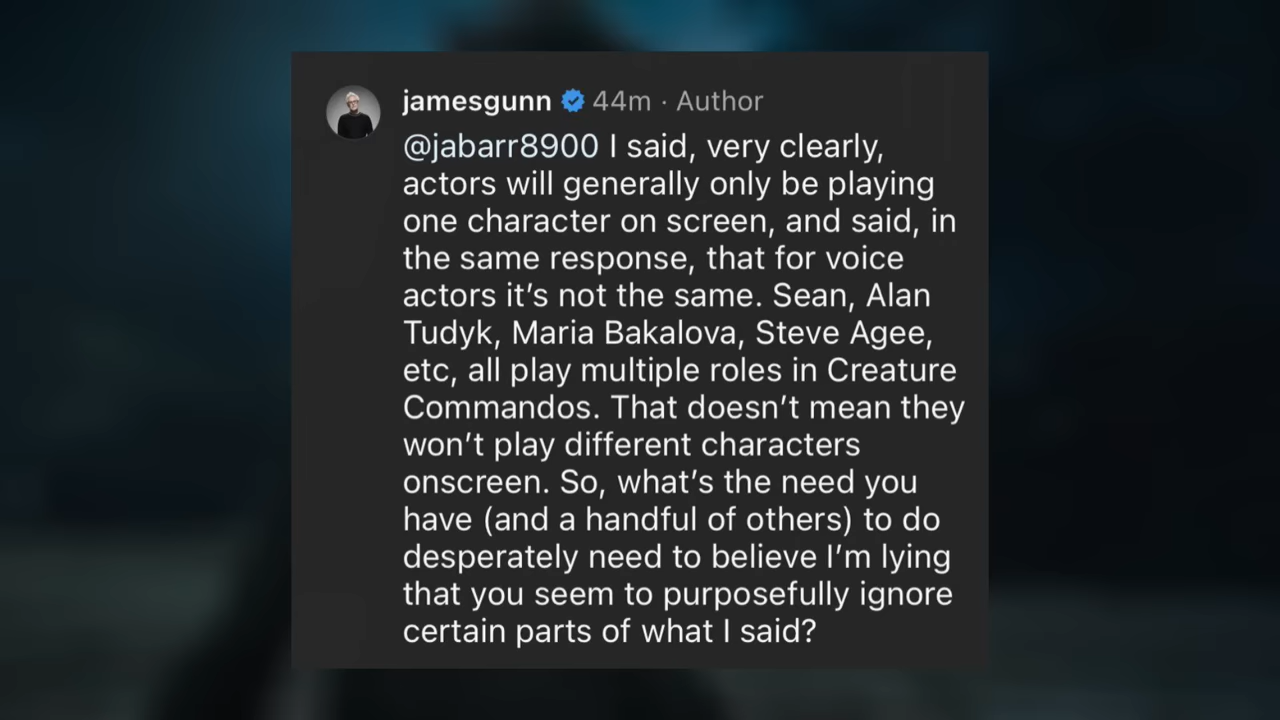 jamesgunn 44m · Author
@jabarr8900 I said, very clearly,
actors will generally only be playing
one character on screen, and said, in
the same response, that for voice
actors it’s not the same. Sean, Alan
Tudyk, Maria Bakalova, Steve Agee,
etc, all play multiple roles in Creature
Commandos. That doesn’t mean they
won’t play different characters
onscreen. So, what’s the need you
have (and a handful of others) to do
desperately need to believe I’m lying
that you seem to purposefully ignore
certain parts of what I said?